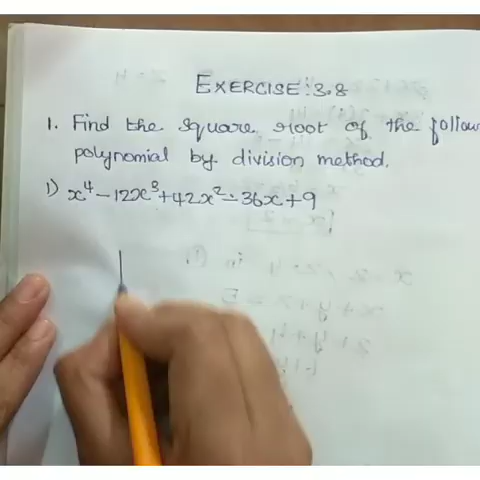 EXERCISE:3.8
1. Find the square root of the follow
polynomial by division method.
1) x⁴-12x³+42x²-36x+9